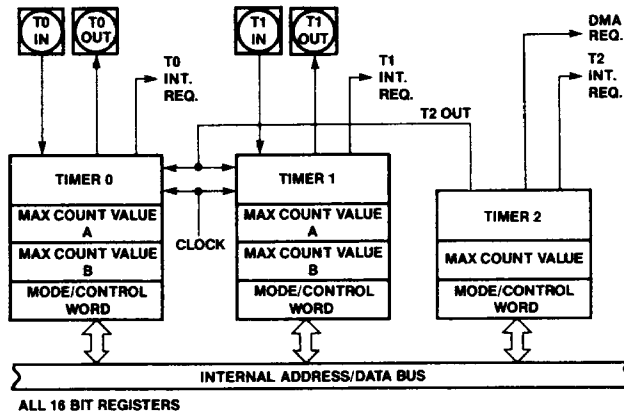 T0
IN
T0
OUT
T1
IN
T1
OUT
T0
INT.
REQ.
T1
INT.
REQ.
DMA
REQ.
T2
INT.
REQ.
T2 OUT
TIMER 0
MAX COUNT VALUE
A
MAX COUNT VALUE
B
MODE/CONTROL
WORD
CLOCK
TIMER 1
MAX COUNT VALUE
A
MAX COUNT VALUE
B
MODE/CONTROL
WORD
TIMER 2
MAX COUNT VALUE
MODE/CONTROL
WORD
INTERNAL ADDRESS/DATA BUS
ALL 16 BIT REGISTERS